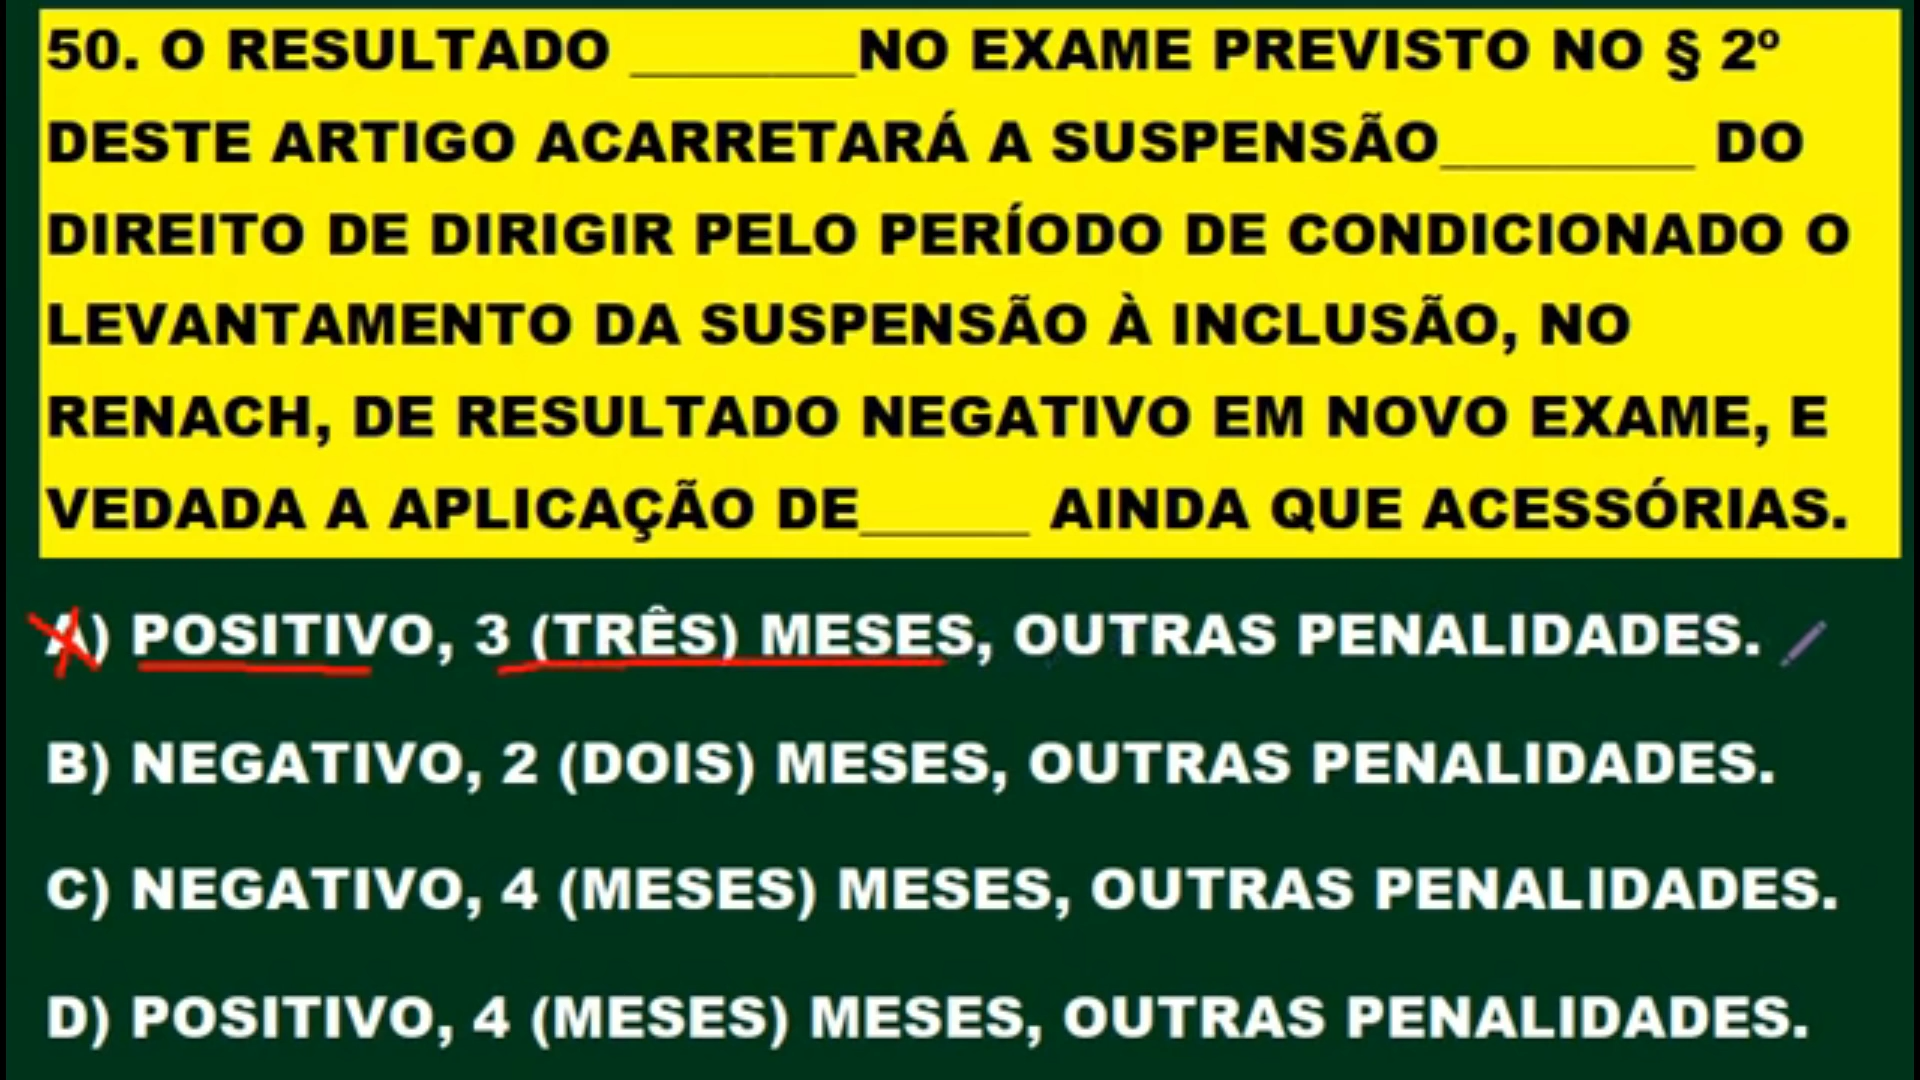 50. O RESULTADO ________NO EXAME PREVISTO NO § 2º
DESTE ARTIGO ACARRETARÁ A SUSPENSÃO_________ DO
DIREITO DE DIRIGIR PELO PERÍODO DE CONDICIONADO O
LEVANTAMENTO DA SUSPENSÃO À INCLUSÃO, NO
RENACH, DE RESULTADO NEGATIVO EM NOVO EXAME, E
VEDADA A APLICAÇÃO DE______ AINDA QUE ACESSÓRIAS.
A) POSITIVO, 3 (TRÊS) MESES, OUTRAS PENALIDADES.
B) NEGATIVO, 2 (DOIS) MESES, OUTRAS PENALIDADES.
C) NEGATIVO, 4 (MESES) MESES, OUTRAS PENALIDADES.
D) POSITIVO, 4 (MESES) MESES, OUTRAS PENALIDADES.